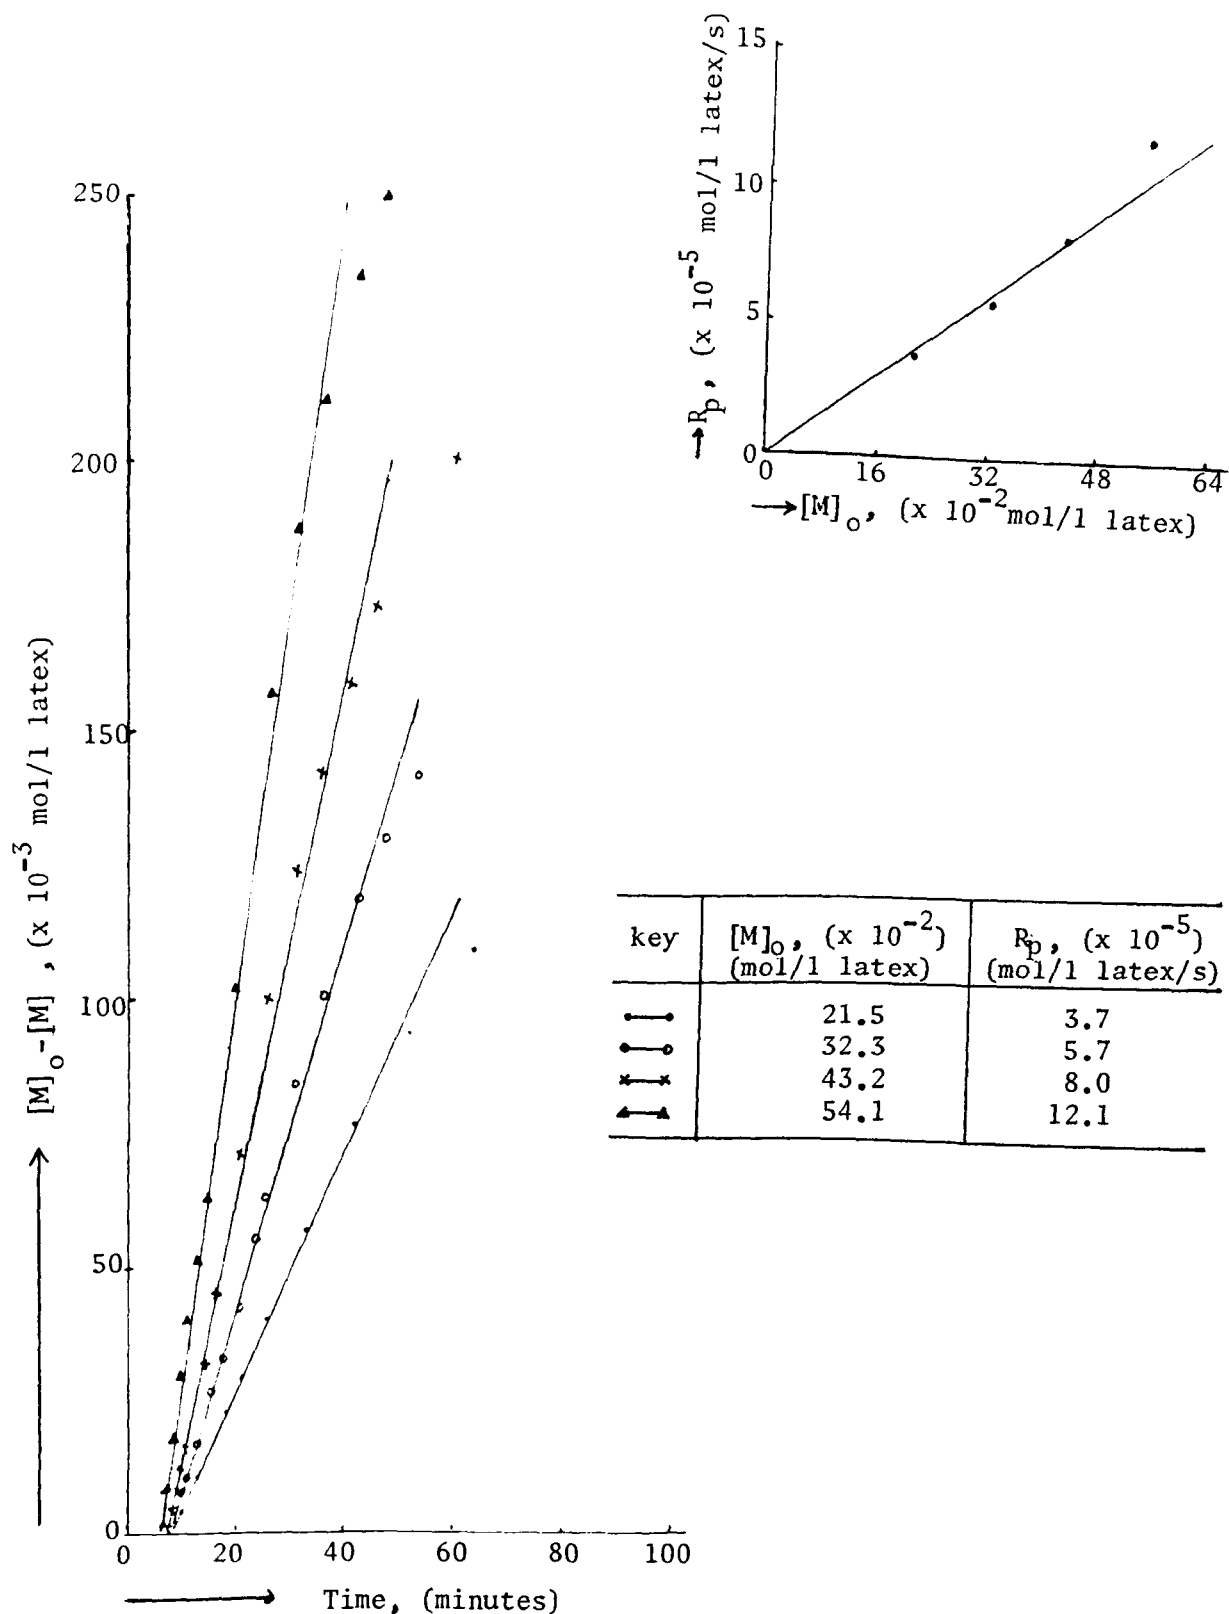 15
10
5
0
→Rp, (x 10⁻⁵ mol/l latex/s)
0 16 32 48 64
→[M]o, (x 10⁻²mol/l latex)
250
200
150
100
50
0
[M]o-[M], (x 10⁻³ mol/l latex)
0 20 40 60 80 100
Time, (minutes)
key [M]o, (x 10⁻²) Rp, (x 10⁻⁵)
(mol/l latex) (mol/l latex/s)
21.5 3.7
32.3 5.7
43.2 8.0
54.1 12.1